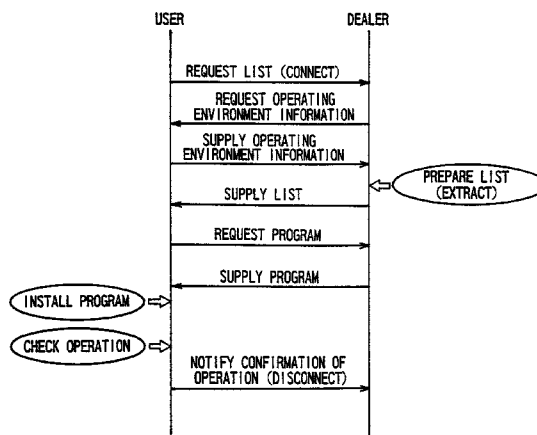 USER
DEALER
REQUEST LIST (CONNECT)
REQUEST OPERATING
ENVIRONMENT INFORMATION
SUPPLY OPERATING
ENVIRONMENT INFORMATION
PREPARE LIST
(EXTRACT)
SUPPLY LIST
REQUEST PROGRAM
SUPPLY PROGRAM
INSTALL PROGRAM
CHECK OPERATION
NOTIFY CONFIRMATION OF
OPERATION (DISCONNECT)